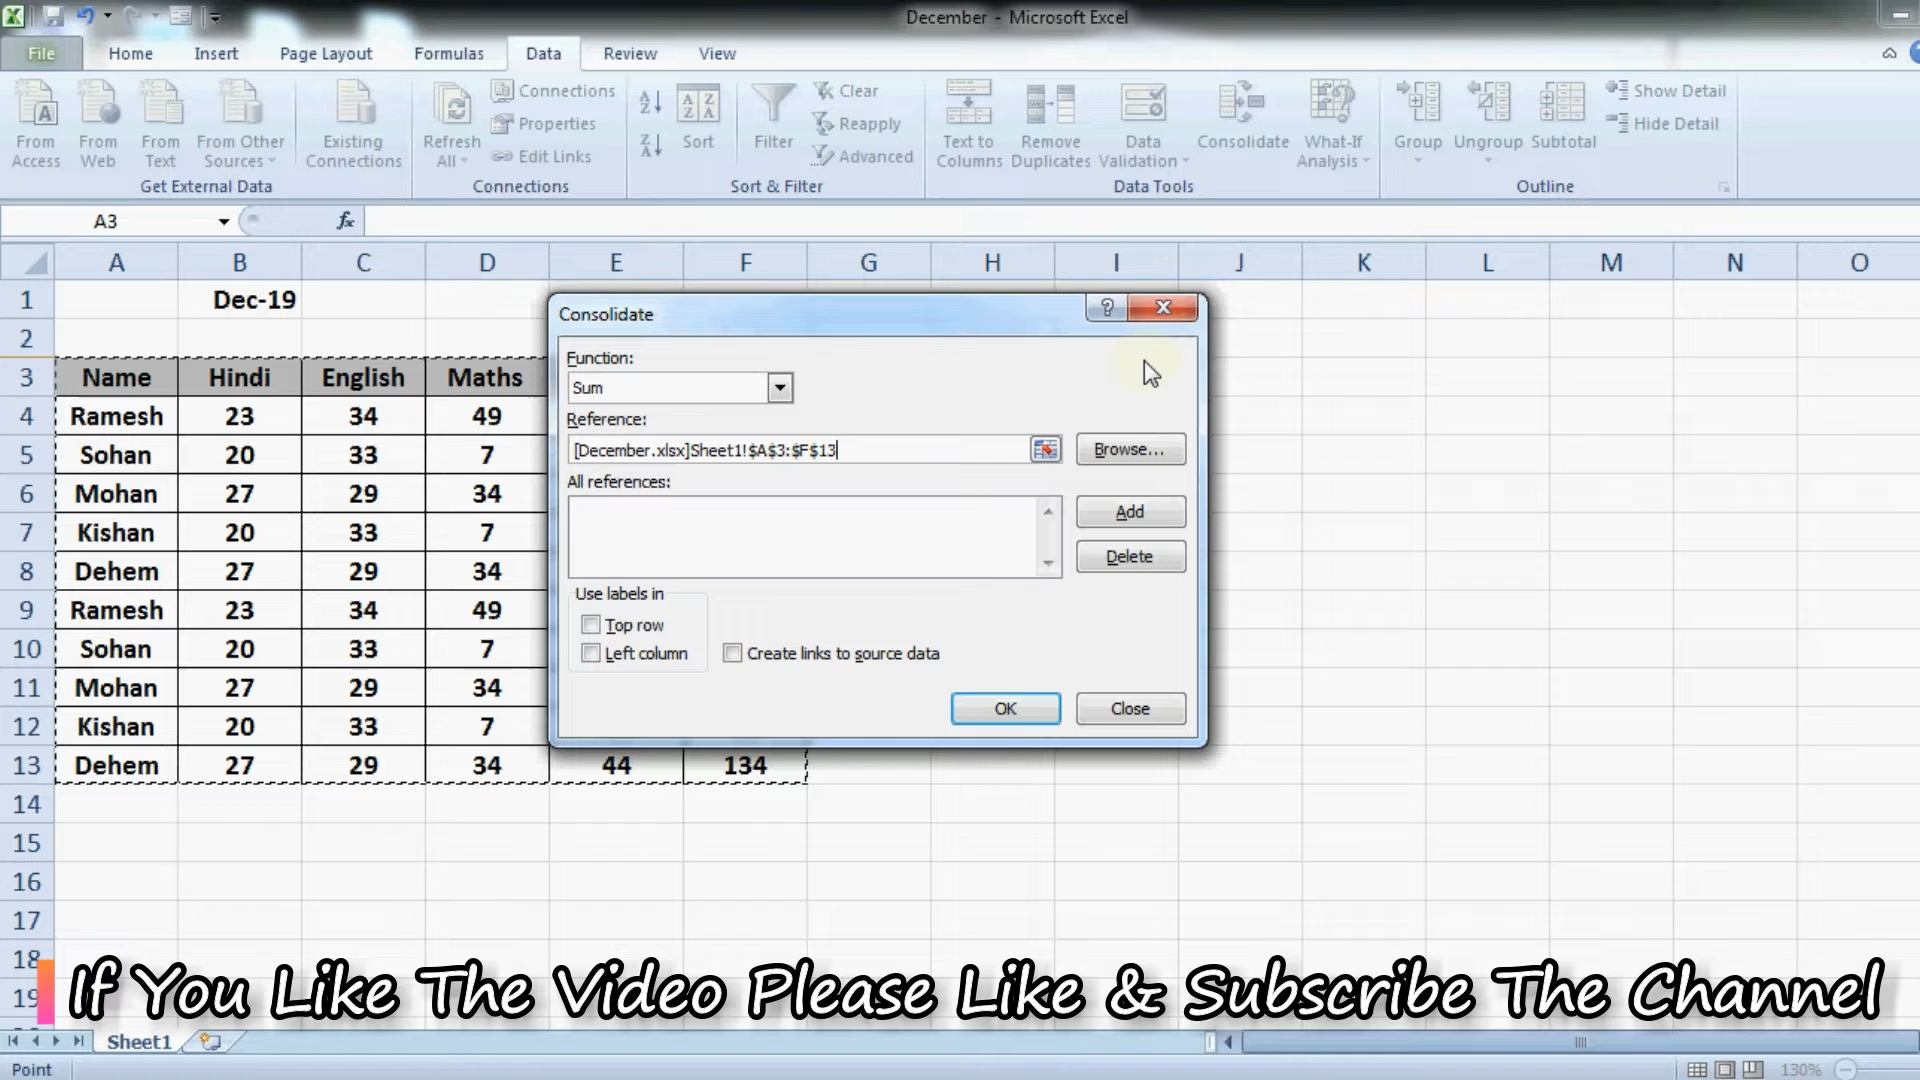 December - Microsoft Excel
File Home Insert Page Layout Formulas Data Review View
From Access
From Web
From Text
From Other Sources
Existing Connections
Get External Data
Refresh All
Connections
Properties
Edit Links
Connections
Sort
Filter
Clear
Reapply
Advanced
Sort & Filter
Text to Columns
Remove Duplicates
Data Validation
Consolidate
What-If Analysis
Data Tools
Group
Ungroup
Subtotal
Show Detail
Hide Detail
Outline
A3 fx
A B C D E F G H I J K L M N O
1 Dec-19
2
3 Name Hindi English Maths
4 Ramesh 23 34 49
5 Sohan 20 33 7
6 Mohan 27 29 34
7 Kishan 20 33 7
8 Dehem 27 29 34
9 Ramesh 23 34 49
10 Sohan 20 33 7
11 Mohan 27 29 34
12 Kishan 20 33 7
13 Dehem 27 29 34 44 134
14
15
16
17
18
19
Consolidate
Function:
Sum
Reference:
[December.xlsx]Sheet1!$A$3:$F$13
Browse...
All references:
Add
Delete
Use labels in
Top row
Left column
Create links to source data
OK Close
If You Like The Video Please Like & Subscribe The Channel
Sheet1
Point 130%